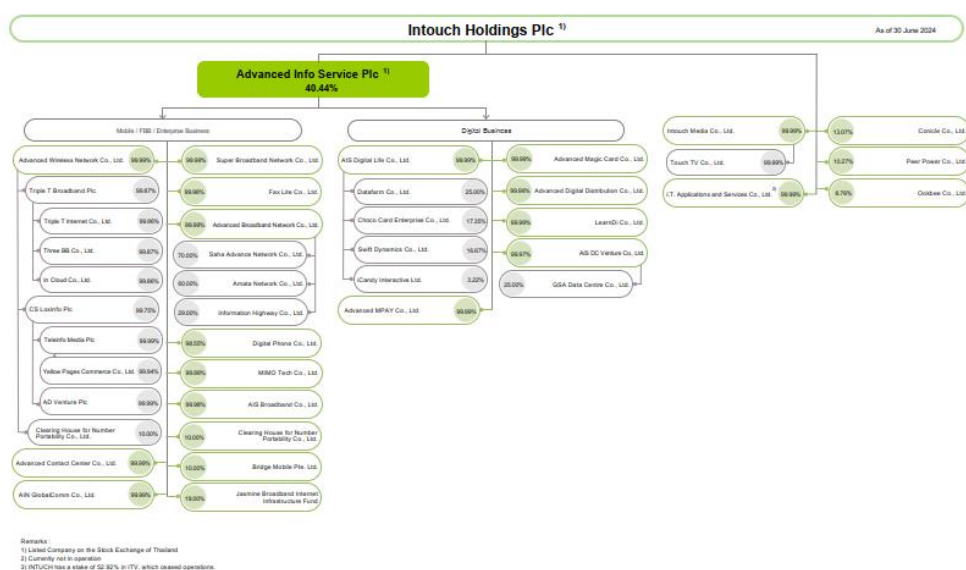 Intouch Holdings Plc 1)
As of 30 June 2024
Advanced Info Service Plc 1)
40.44%
Mobile / FBB / Enterprise Business
Digital Business
Advanced Wireless Network Co., Ltd. 99.99%
Triple T Broadband Plc 99.87%
Triple T Internet Co., Ltd.
Three BB Co., Ltd. 99.87%
In Cloud Co., Ltd.
CS Loxinfo Plc 99.75%
Teleinfo Media Plc 99.99%
Yellow Pages Commerce Co., Ltd. 99.94%
AD Venture Plc 99.99%
Clearing House for Number
Portability Co., Ltd. 10.00%
Advanced Contact Center Co., Ltd. 99.99%
AIN GlobalComm Co., Ltd. 99.99%
99.99% Super Broadband Network Co., Ltd.
99.98% Fax Lite Co., Ltd.
99.99% Advanced Broadband Network Co., Ltd.
70.00% Saha Advance Network Co., Ltd.
60.00% Amata Network Co., Ltd.
29.00% Information Highway Co., Ltd.
98.55% Digital Phone Co., Ltd.
MIMO Tech Co., Ltd.
99.98% AIS Broadband Co., Ltd.
10.00% Clearing House for Number
Portability Co., Ltd.
10.00% Bridge Mobile Pte. Ltd.
19.00% Jasmine Broadband Internet
Infrastructure Fund
AIS Digital Life Co., Ltd. 99.99%
Datafarm Co., Ltd. 25.00%
Choco Card Enterprise Co., Ltd. 17.35%
Swift Dynamics Co., Ltd. 16.67%
iCandy Interactive Ltd. 3.22%
Advanced MPAY Co., Ltd. 99.99%
99.99% Advanced Magic Card Co., Ltd.
99.99% Advanced Digital Distribution Co., Ltd.
99.99% LearnDi Co., Ltd.
99.97% AIS DC Venture Co., Ltd.
25.00% GSA Data Centre Co., Ltd.
Intouch Media Co., Ltd. 99.99%
Touch TV Co., Ltd. 99.99%
I.T. Applications and Services Co., Ltd. 99.99%
13.07% Conicle Co., Ltd.
10.27% Peer Power Co., Ltd.
Ookbee Co., Ltd.
Remarks :
1) Listed Company on the Stock Exchange of Thailand
2) Currently not in operation
3) INTUCH has a stake of 52.92% in ITV, which ceased operations.